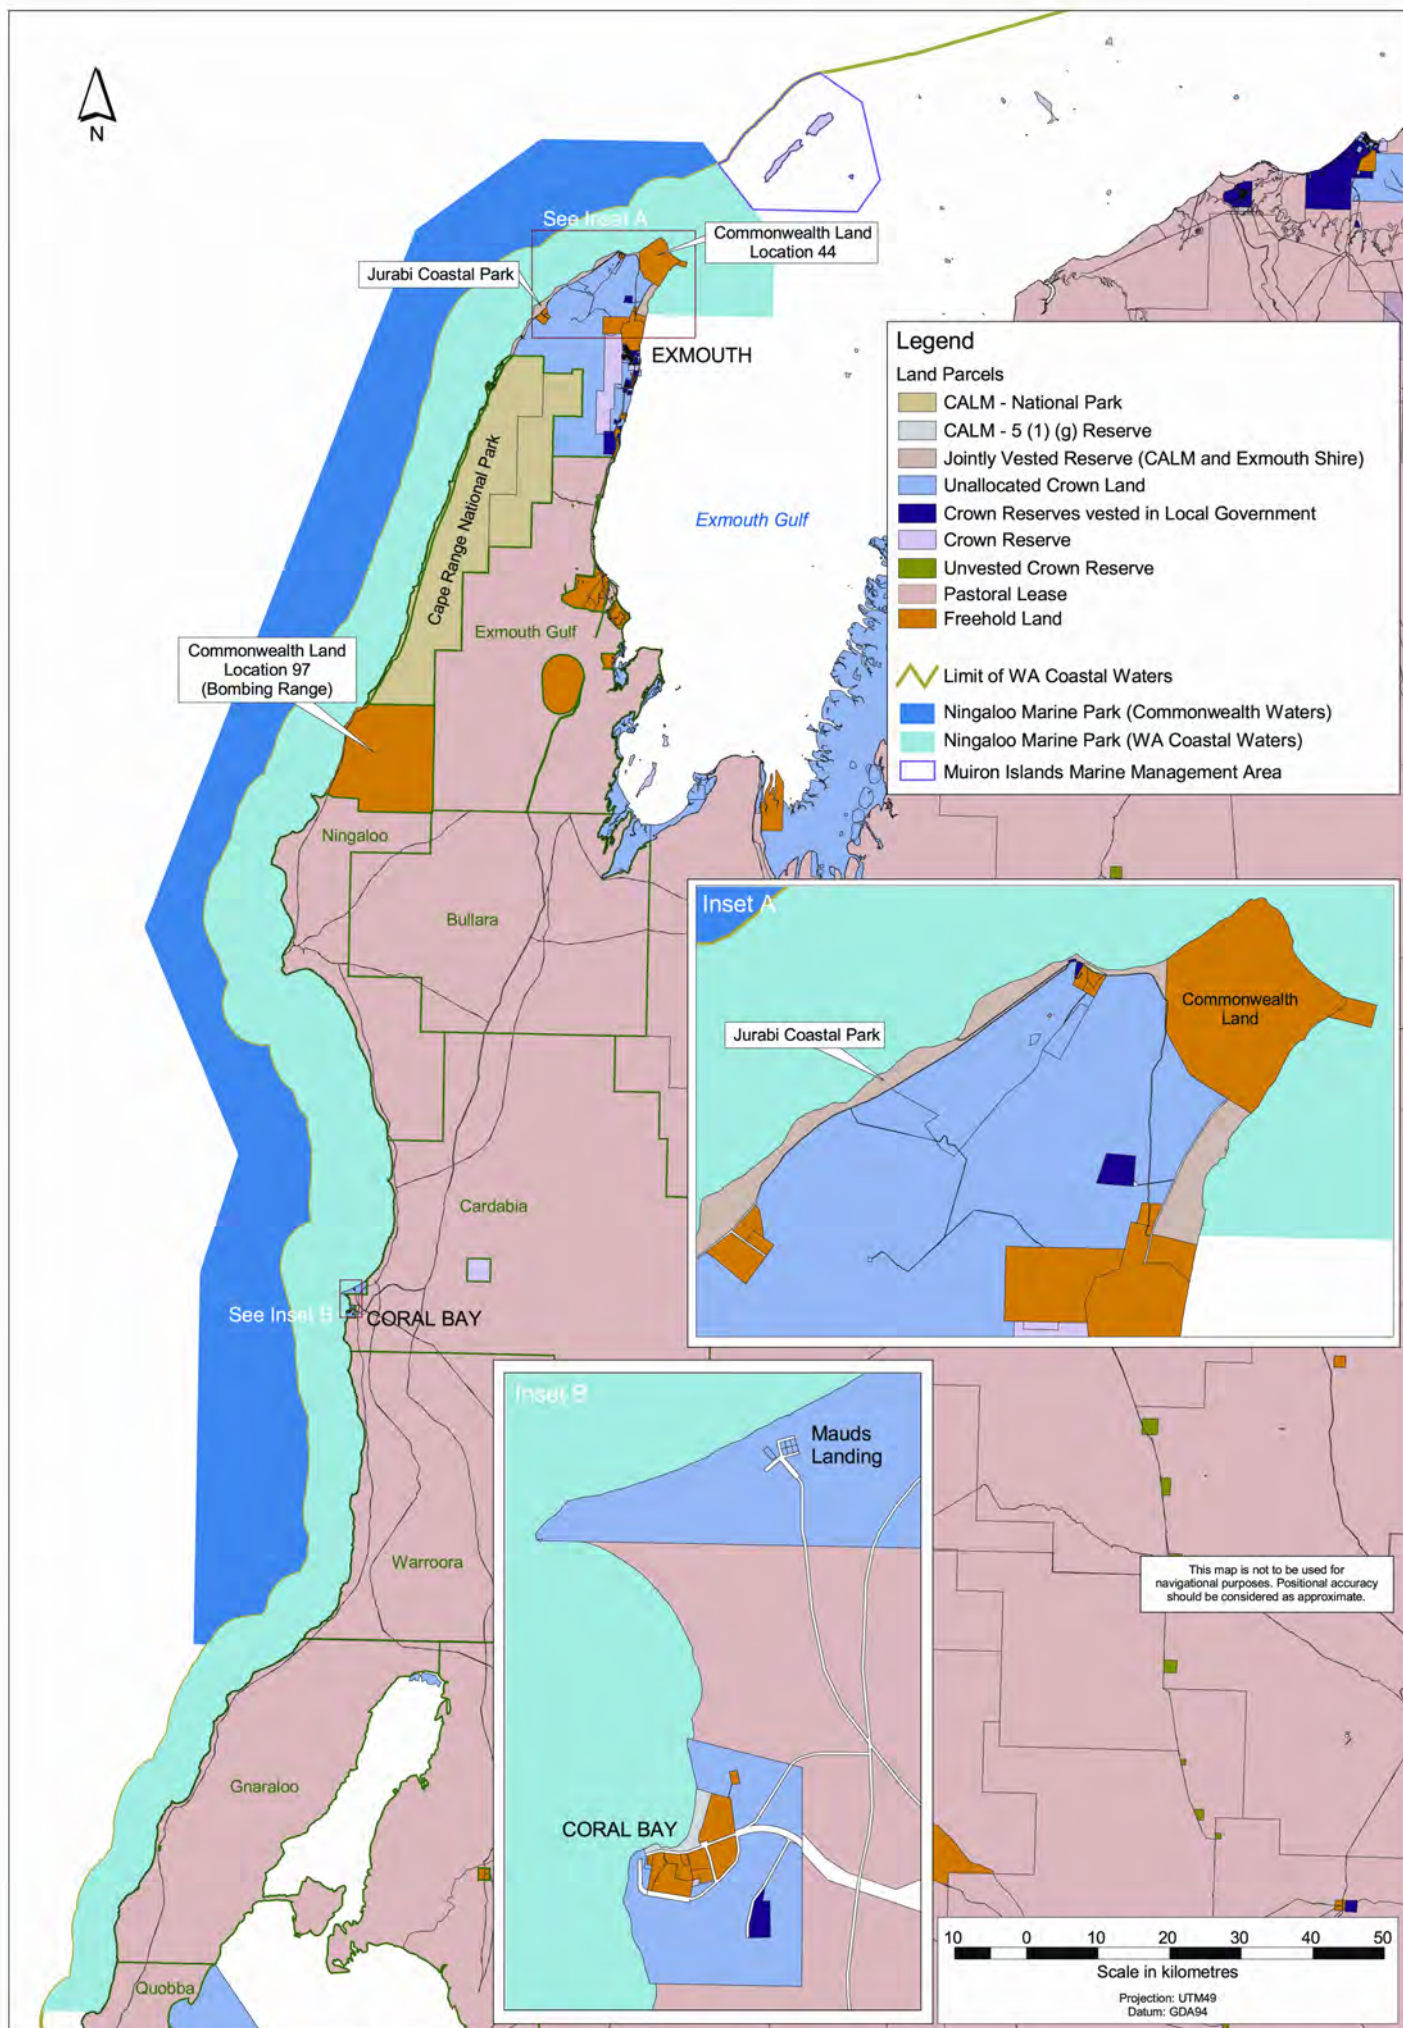 N
See Inset A
Commonwealth Land
Location 44
Jurabi Coastal Park
EXMOUTH
Legend
Land Parcels
CALM - National Park
CALM - 5 (1) (g) Reserve
Jointly Vested Reserve (CALM and Exmouth Shire)
Unallocated Crown Land
Crown Reserves vested in Local Government
Crown Reserve
Unvested Crown Reserve
Pastoral Lease
Freehold Land
Limit of WA Coastal Waters
Ningaloo Marine Park (Commonwealth Waters)
Ningaloo Marine Park (WA Coastal Waters)
Muiron Islands Marine Management Area
Exmouth Gulf
Cape Range National Park
Exmouth Gulf
Commonwealth Land
Location 97
(Bombing Range)
Ningaloo
Bullara
Inset A
Commonwealth
Land
Jurabi Coastal Park
Cardabia
See Inset B
CORAL BAY
Inset B
Mauds
Landing
Warroora
This map is not to be used for
navigational purposes. Positional accuracy
should be considered as approximate.
Gnaraloo
CORAL BAY
Quobba
10 0 10 20 30 40 50
Scale in kilometres
Projection: UTM49
Datum: GDA94